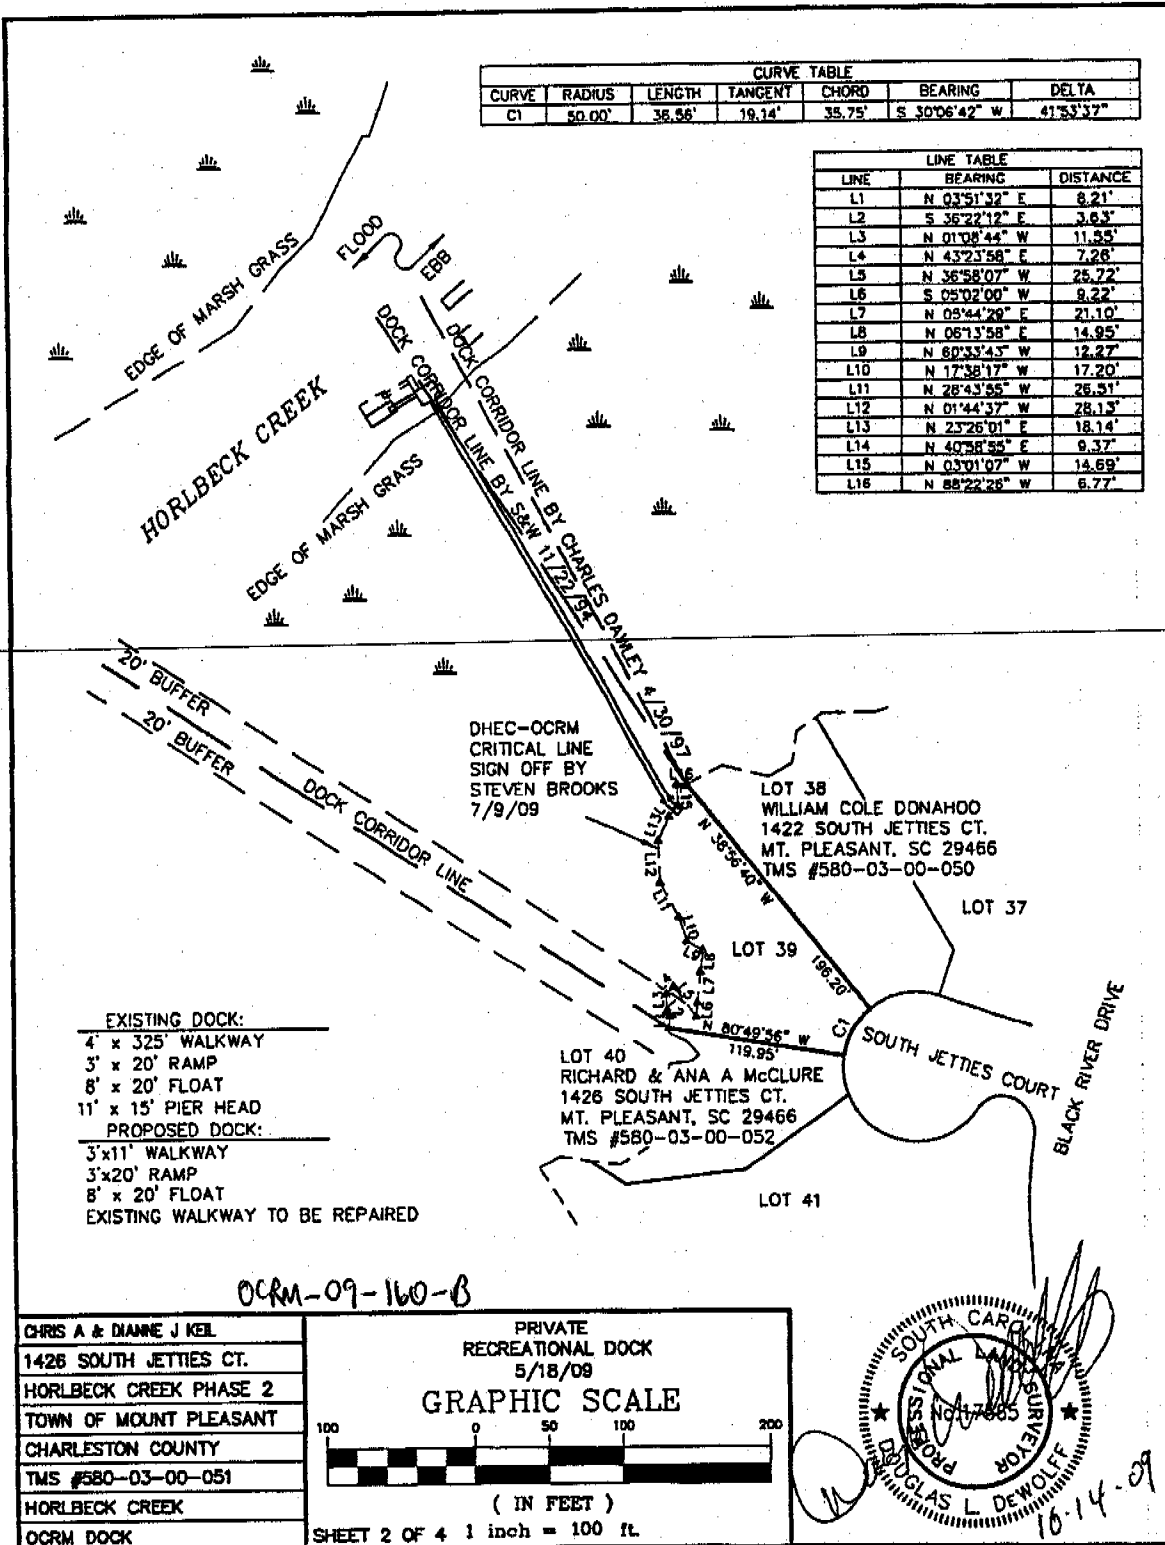 CURVE TABLE
CURVE RADIUS LENGTH TANGENT CHORD BEARING DELTA
C1 50.00' 36.56' 19.14' 35.75' S 30°06'42" W 41°53'37"
LINE TABLE
LINE BEARING DISTANCE
L1 N 03°51'32" E 8.21'
L2 S 36°22'12" E 3.63'
L3 N 01°08'44" W 11.55'
L4 N 43°23'58" E 7.26'
L5 N 36°58'07" W 25.72'
L6 S 05°02'00" W 9.22'
L7 N 05°44'29" E 21.10'
L8 N 06°13'58" E 14.95'
L9 N 60°33'43" W 12.27'
L10 N 17°38'17" W 17.20'
L11 N 28°43'55" W 26.51'
L12 N 01°44'37" W 28.13'
L13 N 23°26'01" E 18.14'
L14 N 40°58'55" E 9.37'
L15 N 03°01'07" W 14.69'
L16 N 88°22'26" W 6.77'
FLOOD
EBB
EDGE OF MARSH GRASS
HORLBECK CREEK
EDGE OF MARSH GRASS
DOCK CORRIDOR LINE BY S&W 11/22/94
DOCK CORRIDOR LINE BY CHARLES DAWLEY 4/30/97
20' BUFFER
20' BUFFER
DOCK CORRIDOR LINE
DHEC-OCRM
CRITICAL LINE
SIGN OFF BY
STEVEN BROOKS
7/9/09
L16
L15
L13
L12
L11
L10
L9
L8
L7
L6
L5
L4
L3
L2
N 38°56'40" W
196.20'
LOT 38
WILLIAM COLE DONAHOO
1422 SOUTH JETTIES CT.
MT. PLEASANT, SC 29466
TMS #580-03-00-050
LOT 37
LOT 39
N 80°49'56" W
119.95'
C1
SOUTH JETTIES COURT
BLACK RIVER DRIVE
LOT 40
RICHARD & ANA A McCLURE
1426 SOUTH JETTIES CT.
MT. PLEASANT, SC 29466
TMS #580-03-00-052
LOT 41
EXISTING DOCK:
4' x 325' WALKWAY
3' x 20' RAMP
8' x 20' FLOAT
11' x 15' PIER HEAD
PROPOSED DOCK:
3'x11' WALKWAY
3'x20' RAMP
8' x 20' FLOAT
EXISTING WALKWAY TO BE REPAIRED
OCRM-09-160-B
CHRIS A & DIANNE J KEIL
1426 SOUTH JETTIES CT.
HORLBECK CREEK PHASE 2
TOWN OF MOUNT PLEASANT
CHARLESTON COUNTY
TMS #580-03-00-051
HORLBECK CREEK
OCRM DOCK
PRIVATE
RECREATIONAL DOCK
5/18/09
GRAPHIC SCALE
100 0 50 100 200
( IN FEET )
SHEET 2 OF 4 1 inch = 100 ft.
SOUTH CAROLINA
PROFESSIONAL LAND SURVEYOR
DOUGLAS L. DEWOLFF
10-14-09